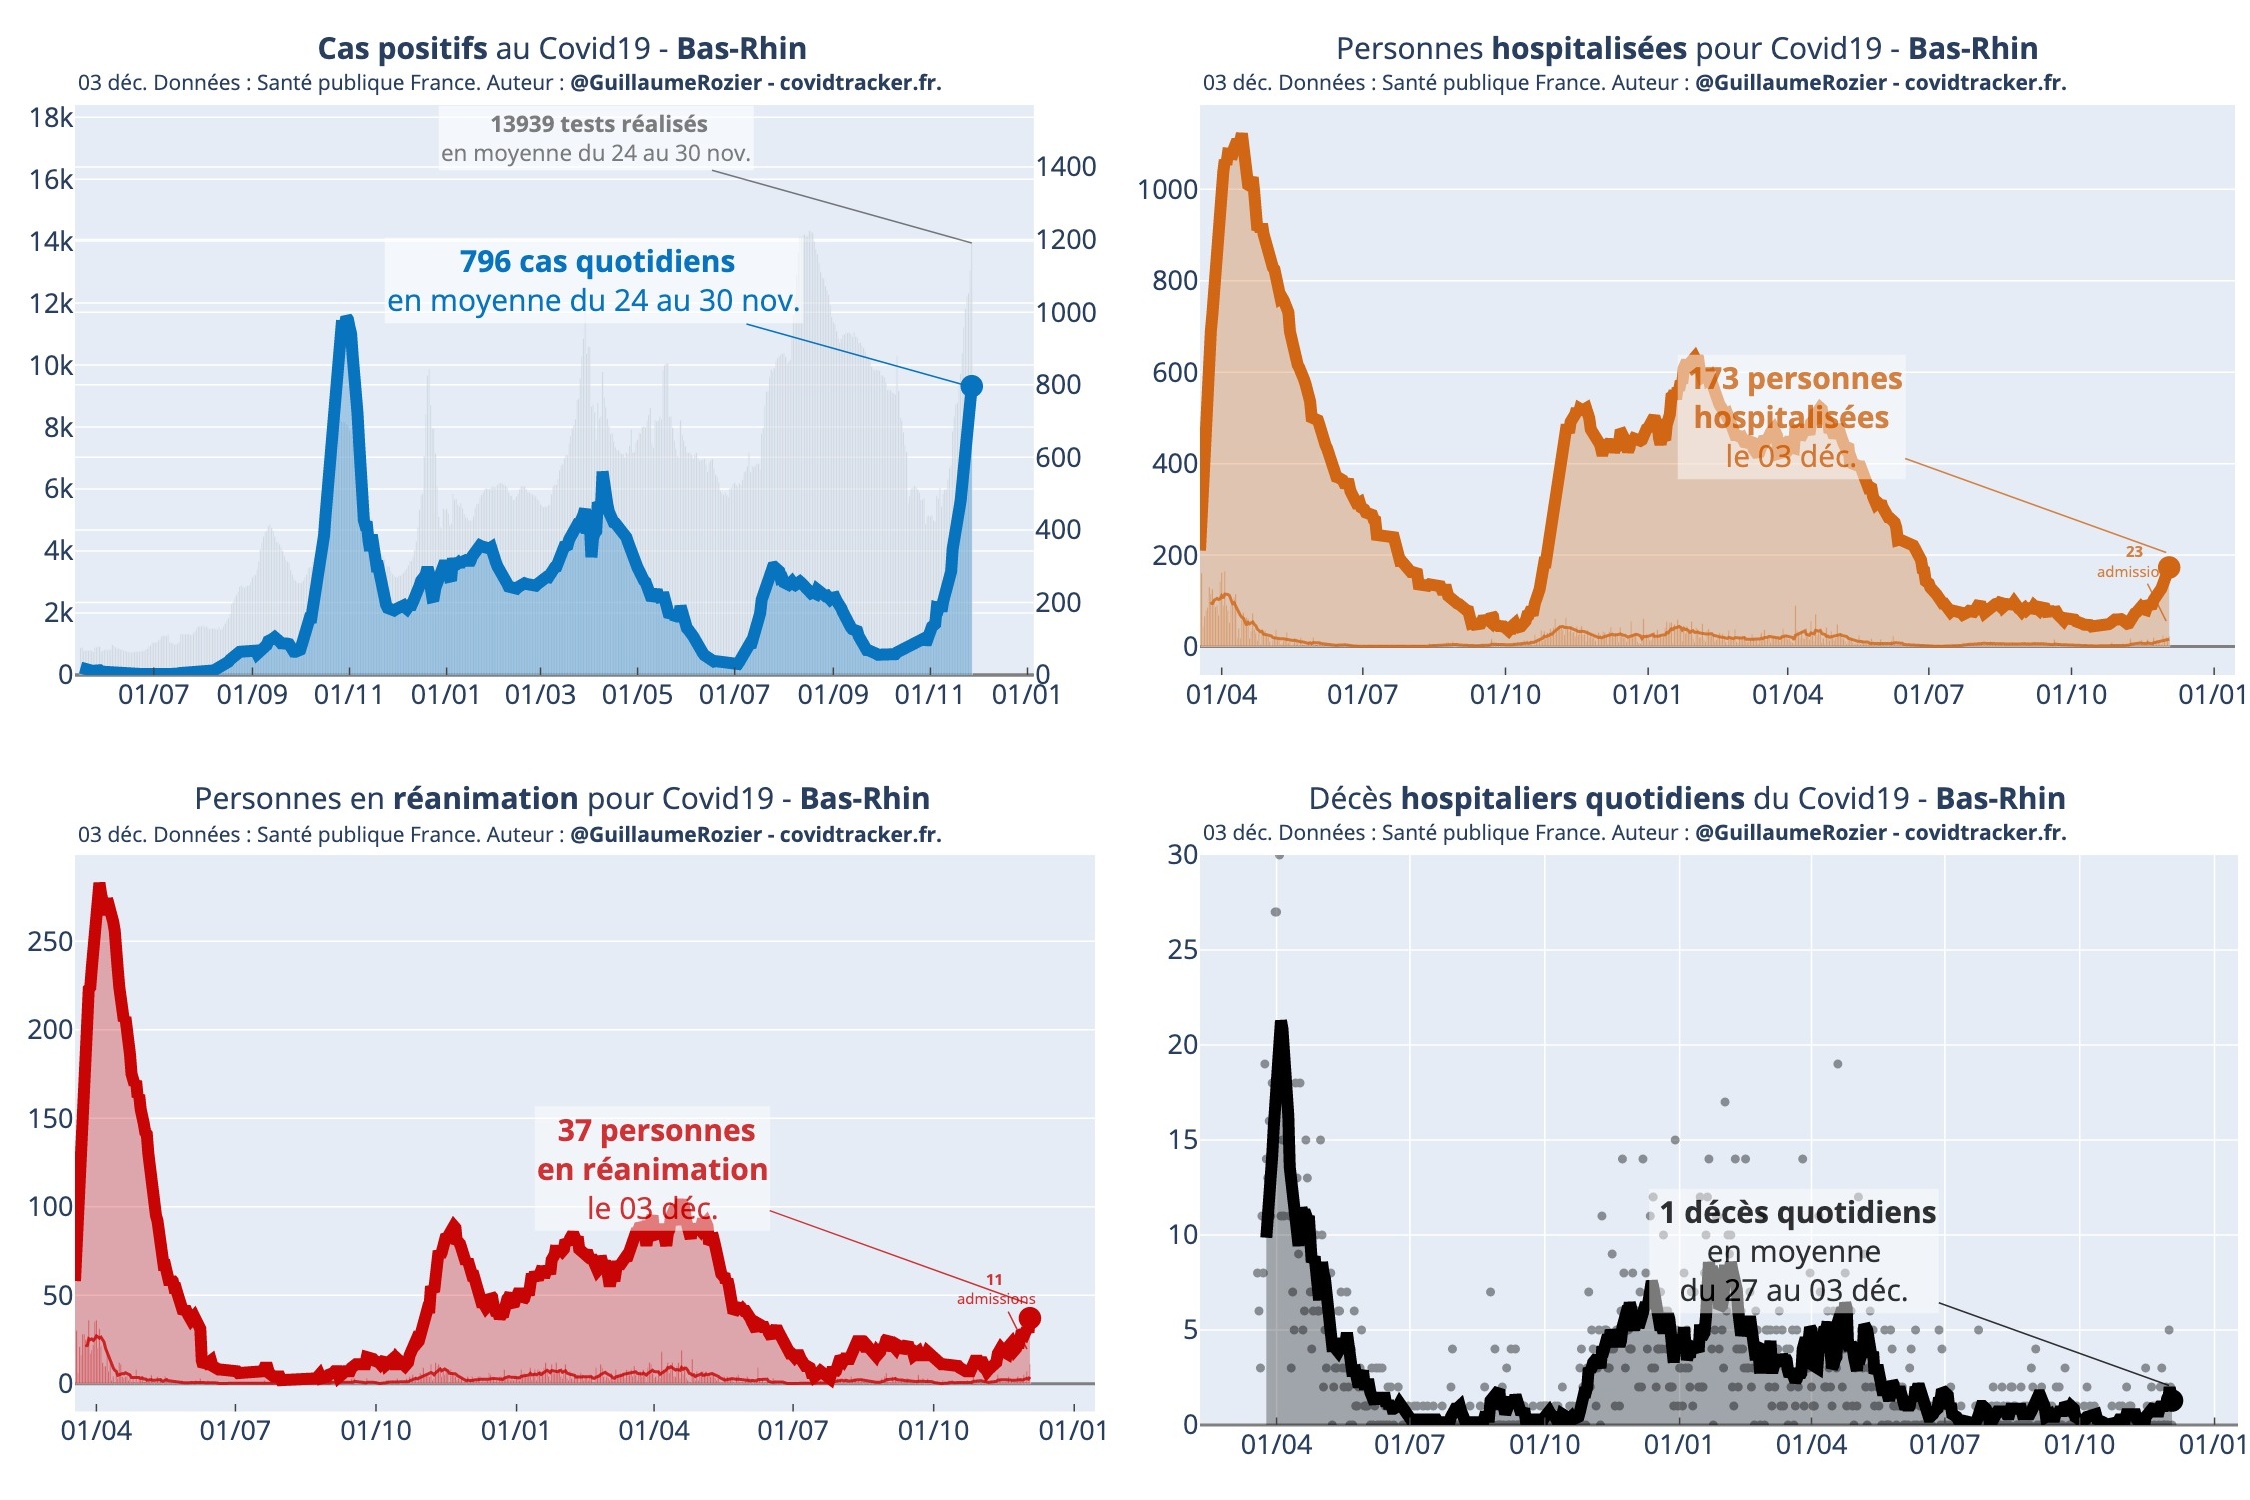 Cas positifs au Covid19 - Bas-Rhin
03 déc. Données : Santé publique France. Auteur : @GuillaumeRozier - covidtracker.fr.
18k
16k
14k
12k
10k
8k
6k
4k
2k
0
1400
1200
1000
800
600
400
200
0
13939 tests réalisés
en moyenne du 24 au 30 nov.
796 cas quotidiens
en moyenne du 24 au 30 nov.
01/07 01/09 01/11 01/01 01/03 01/05 01/07 01/09 01/11 01/01
Personnes hospitalisées pour Covid19 - Bas-Rhin
03 déc. Données : Santé publique France. Auteur : @GuillaumeRozier - covidtracker.fr.
1000
800
600
400
200
0
173 personnes
hospitalisées
le 03 déc.
23
admissio
01/04 01/07 01/10 01/01 01/04 01/07 01/10 01/01
Personnes en réanimation pour Covid19 - Bas-Rhin
03 déc. Données : Santé publique France. Auteur : @GuillaumeRozier - covidtracker.fr.
250
200
150
100
50
0
37 personnes
en réanimation
le 03 déc.
11
admissions
01/04 01/07 01/10 01/01 01/04 01/07 01/10 01/01
Décès hospitaliers quotidiens du Covid19 - Bas-Rhin
03 déc. Données : Santé publique France. Auteur : @GuillaumeRozier - covidtracker.fr.
30
25
20
15
10
5
0
1 décès quotidiens
en moyenne
du 27 au 03 déc.
01/04 01/07 01/10 01/01 01/04 01/07 01/10 01/01